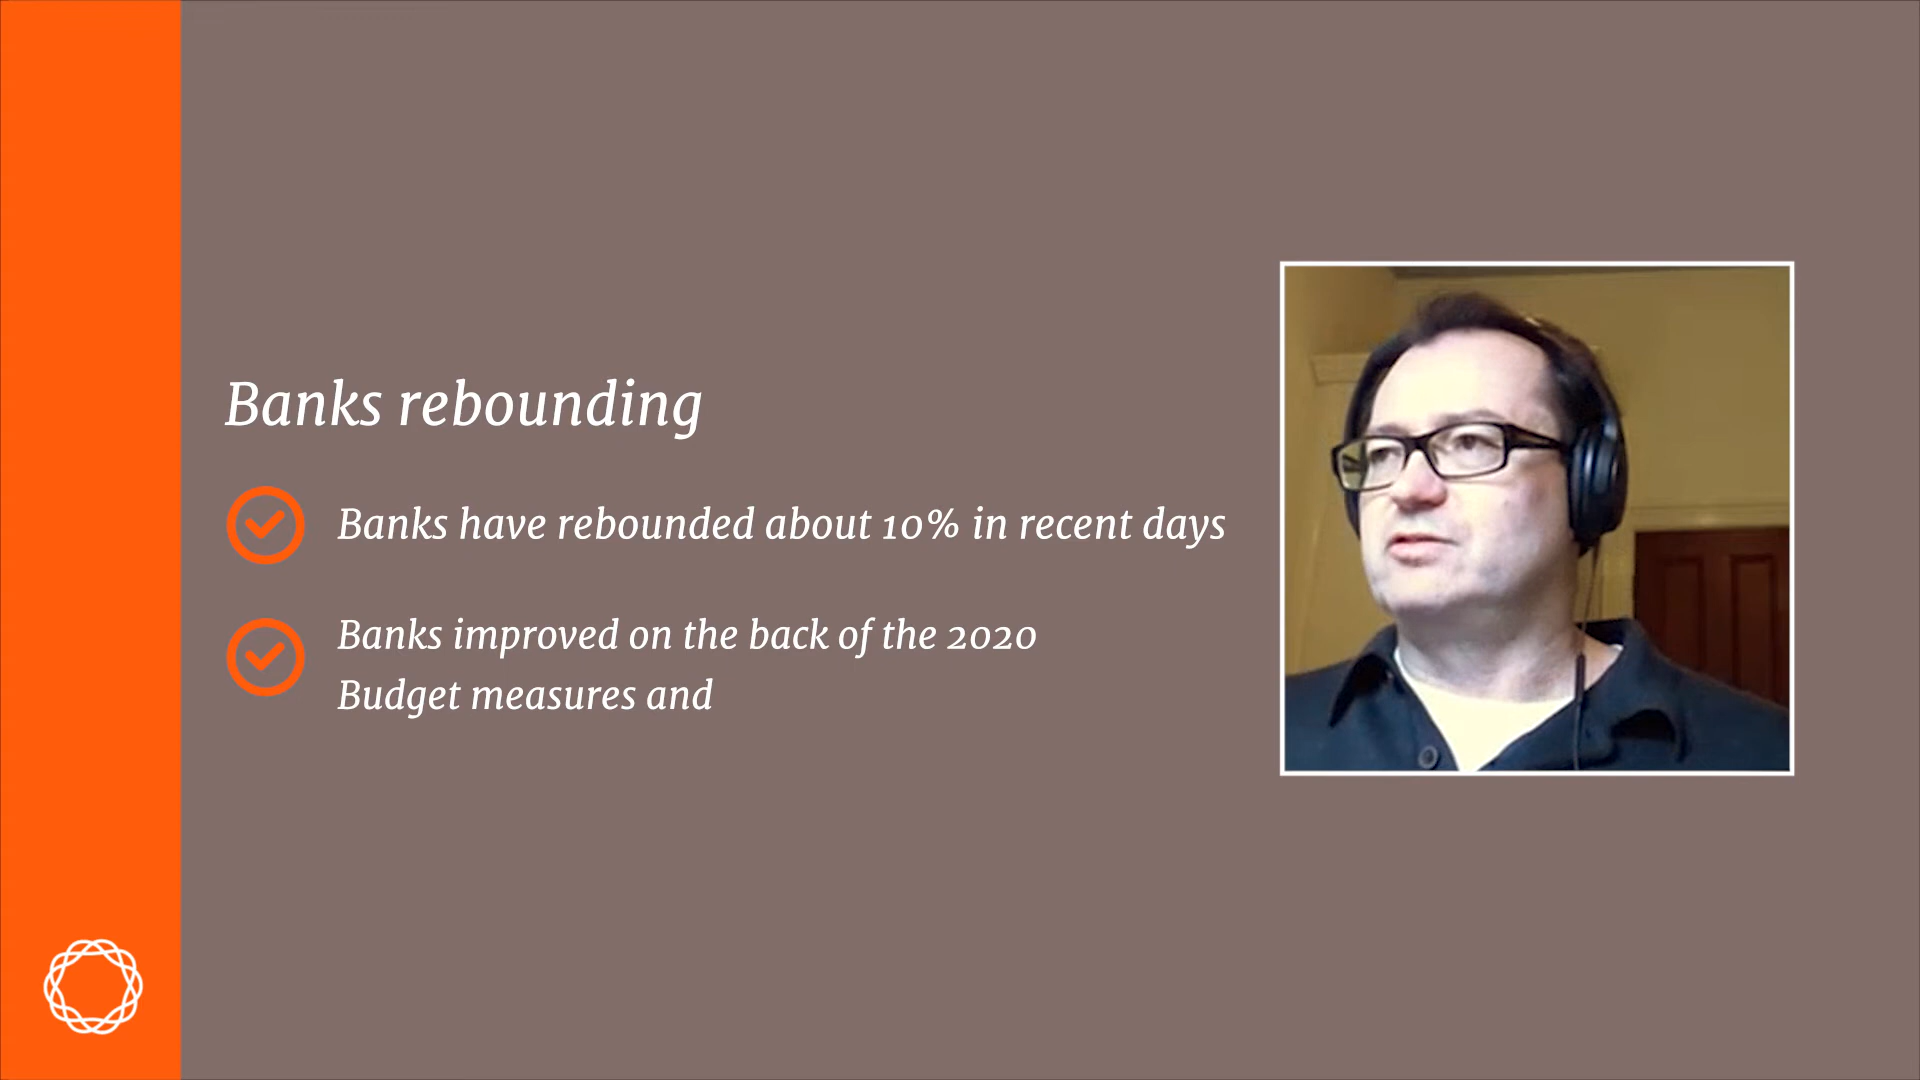 Banks rebounding
Banks have rebounded about 10% in recent days
Banks improved on the back of the 2020
Budget measures and